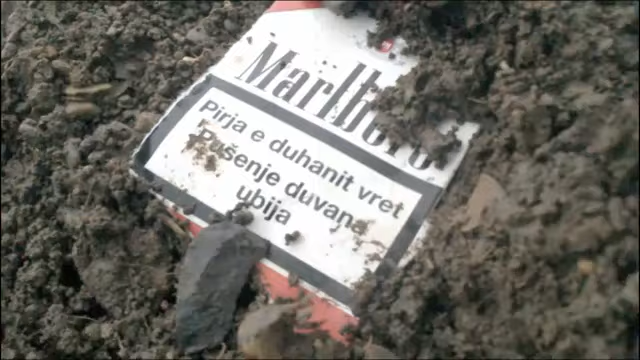 Marlboro
Pirja e duhanit vret
Pušenje duvana
ubija